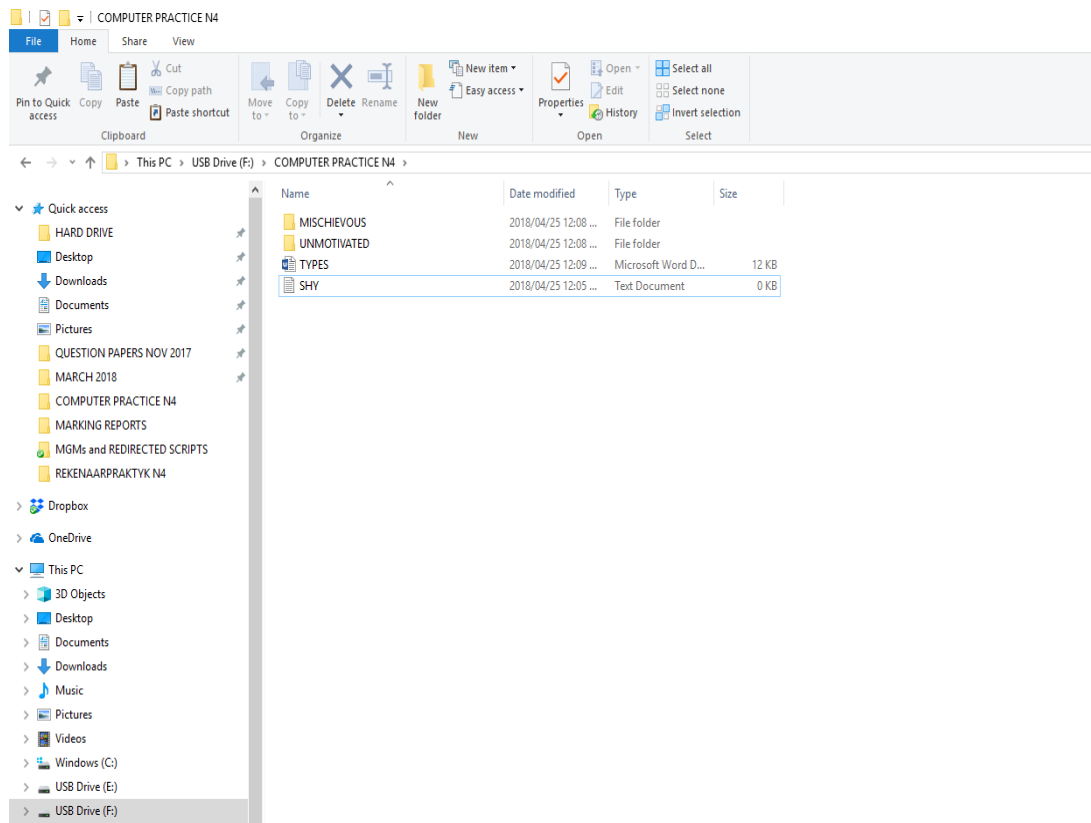 COMPUTER PRACTICE N4
File Home Share View
Pin to Quick access
Copy
Paste
Cut
Copy path
Paste shortcut
Move to
Copy to
Delete
Rename
New folder
New item
Easy access
Properties
Open
Edit
History
Select all
Select none
Invert selection
Clipboard Organize New Open Select
This PC > USB Drive (F:) > COMPUTER PRACTICE N4 >
Name Date modified Type Size
MISCHIEVOUS 2018/04/25 12:08 ... File folder
UNMOTIVATED 2018/04/25 12:08 ... File folder
TYPES 2018/04/25 12:09 ... Microsoft Word D... 12 KB
SHY 2018/04/25 12:05 ... Text Document 0 KB
Quick access
HARD DRIVE
Desktop
Downloads
Documents
Pictures
QUESTION PAPERS NOV 2017
MARCH 2018
COMPUTER PRACTICE N4
MARKING REPORTS
MGMs and REDIRECTED SCRIPTS
REKENAARPRAKTYK N4
Dropbox
OneDrive
This PC
3D Objects
Desktop
Documents
Downloads
Music
Pictures
Videos
Windows (C:)
USB Drive (E:)
USB Drive (F:)